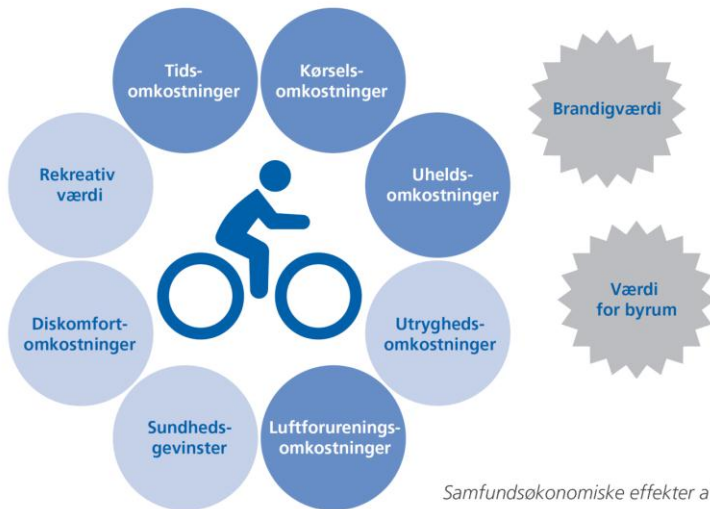 Tids-
omkostninger
Kørsels-
omkostninger
Brandigværdi
Rekreativ
værdi
Uhelds-
omkostninger
Diskomfort-
omkostninger
Utrygheds-
omkostninger
Værdi
for byrum
Sundheds-
gevinster
Luftforurenings-
omkostninger
Samfundsøkonomiske effekter a